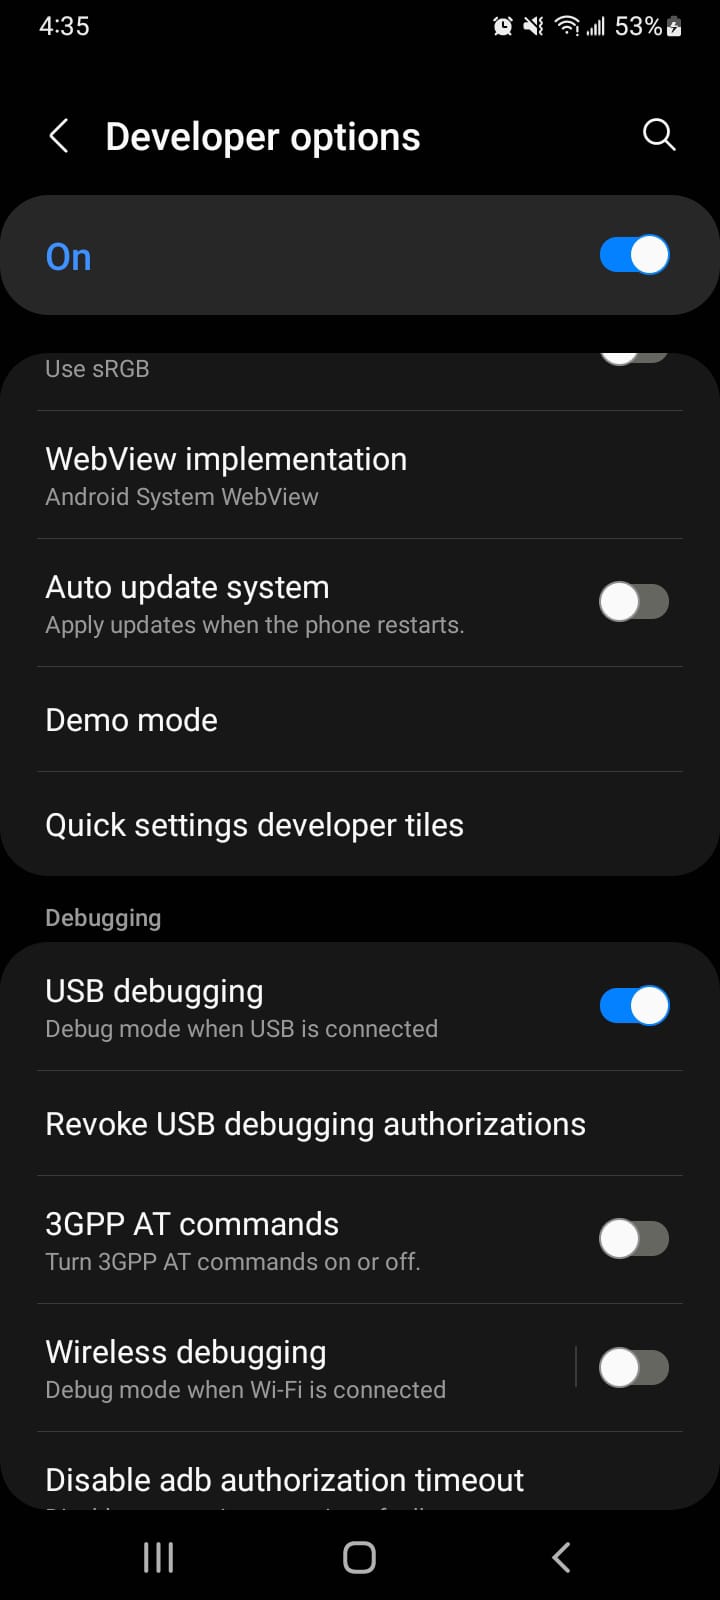 4:35
53%
Developer options
On
Use sRGB
WebView implementation
Android System WebView
Auto update system
Apply updates when the phone restarts.
Demo mode
Quick settings developer tiles
Debugging
USB debugging
Debug mode when USB is connected
Revoke USB debugging authorizations
3GPP AT commands
Turn 3GPP AT commands on or off.
Wireless debugging
Debug mode when Wi-Fi is connected
Disable adb authorization timeout